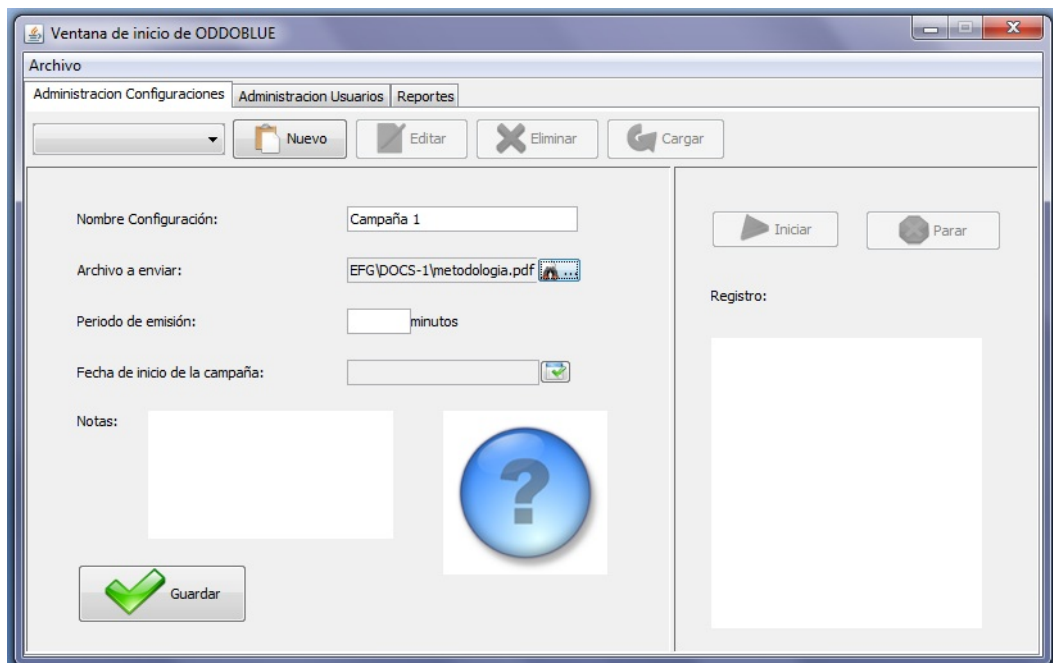 Ventana de inicio de ODDOBLUE
Archivo
Administracion Configuraciones Administracion Usuarios Reportes
Nuevo Editar Eliminar Cargar
Nombre Configuración: Campaña 1
Iniciar Parar
Archivo a enviar: EFG\DOCS-1\metodologia.pdf ...
Registro:
Periodo de emisión: minutos
Fecha de inicio de la campaña:
Notas:
?
Guardar